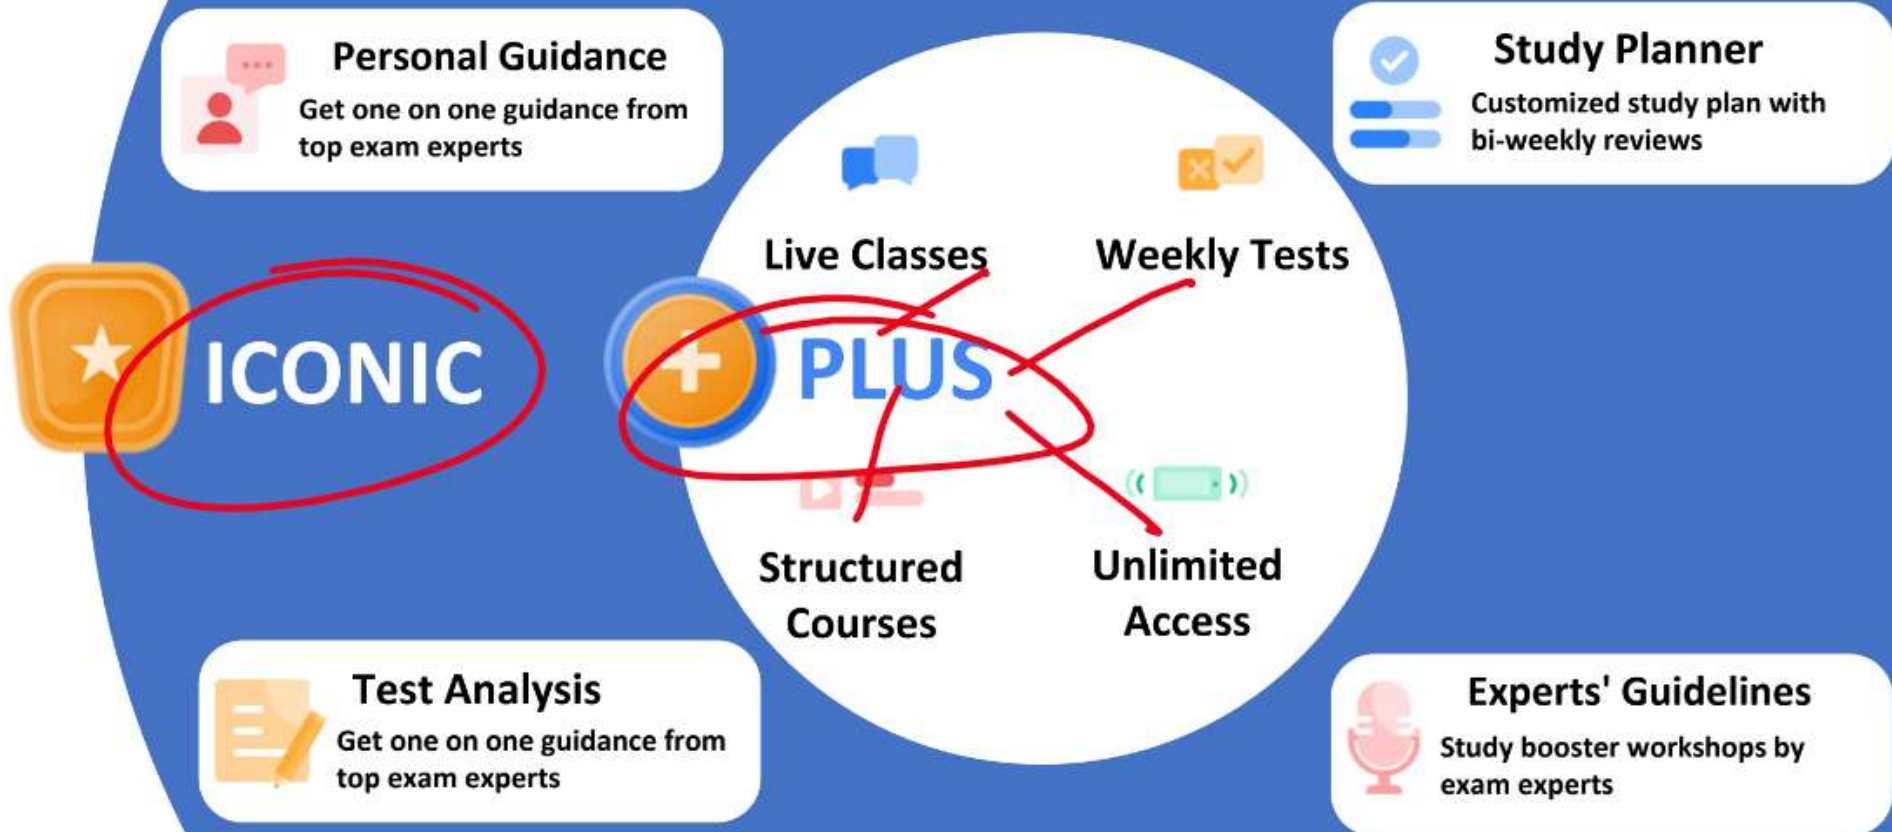 Personal Guidance
Get one on one guidance from
top exam experts
Study Planner
Customized study plan with
bi-weekly reviews
Live Classes
Weekly Tests
ICONIC
PLUS
Structured
Courses
Unlimited
Access
Test Analysis
Get one on one guidance from
top exam experts
Experts' Guidelines
Study booster workshops by
exam experts